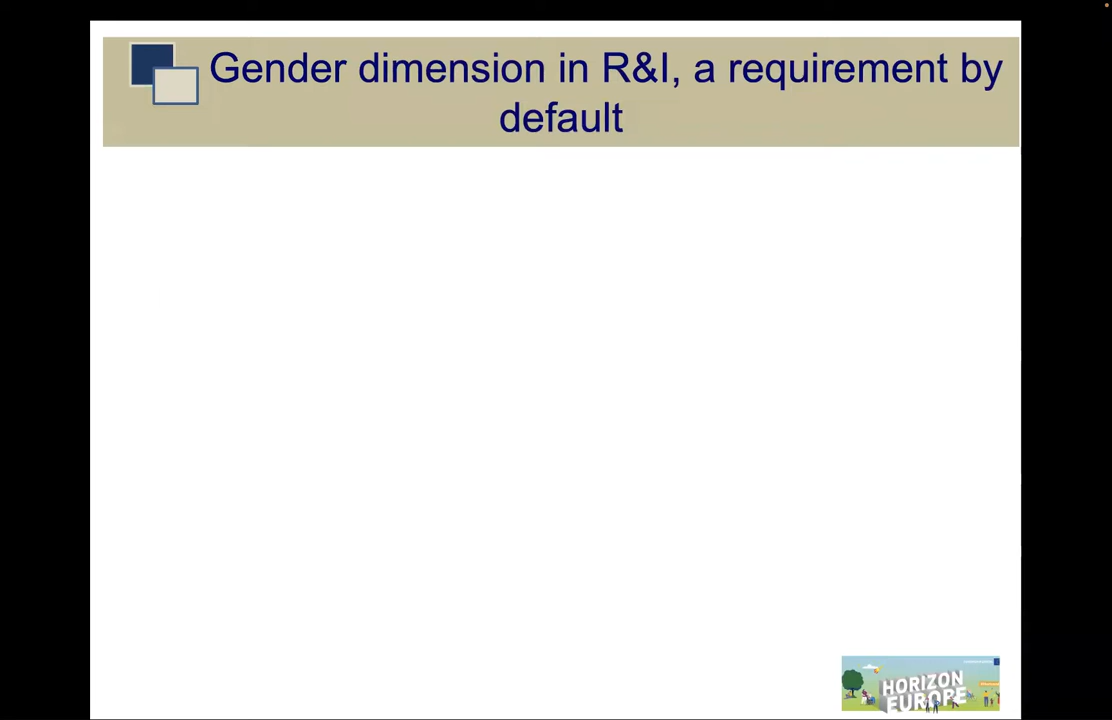 Gender dimension in R&I, a requirement by
default
HORIZON
EUROPE